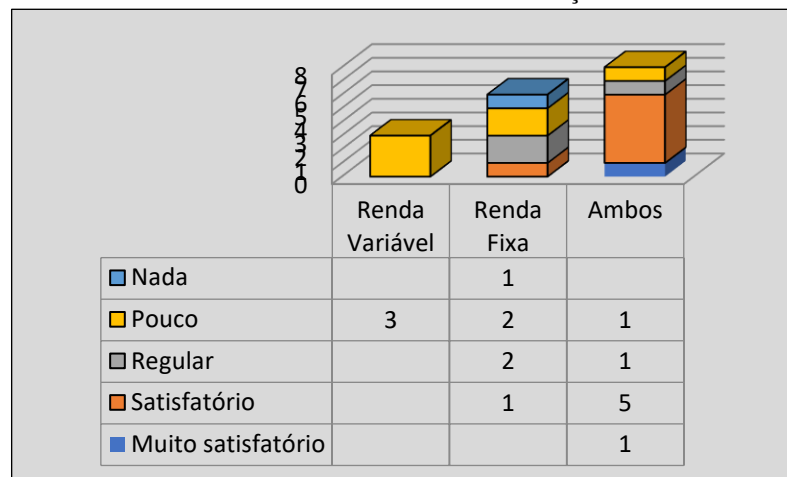 8
7
6
5
4
3
2
1
0
Renda Variável
Renda Fixa
Ambos
Nada 1
Pouco 3 2 1
Regular 2 1
Satisfatório 1 5
Muito satisfatório 1